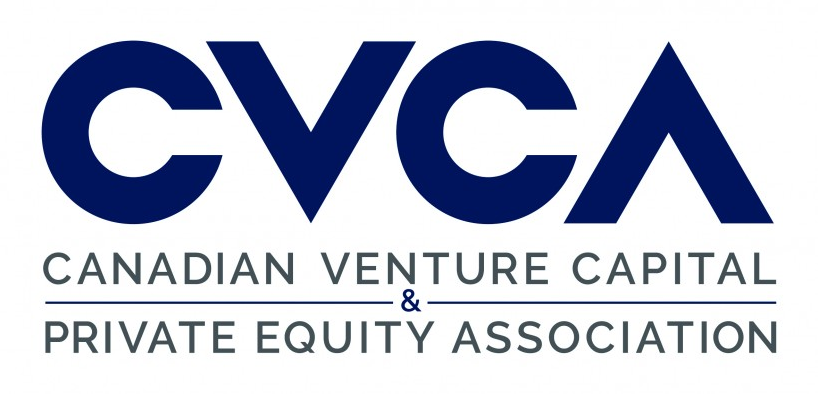 CVCA
CANADIAN VENTURE CAPITAL
&
PRIVATE EQUITY ASSOCIATION